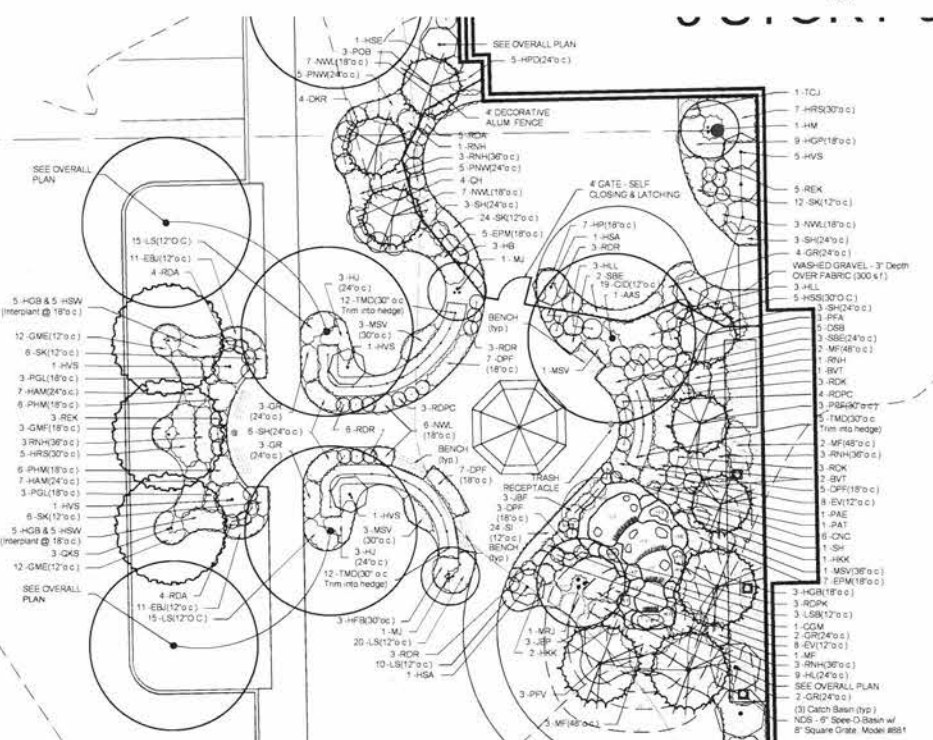 1 -HSE
3 -POB
7 -NWL(18"o.c.)
5 -PNW(24"o.c.)
4 -DKR
SEE OVERALL PLAN
5 -HPD(24"o.c.)
4' DECORATIVE
ALUM. FENCE
5 -RDA
1 -RNH
3 -RNH(36"o.c.)
5 -PNW(24"o.c.)
4 -CH
7 -NWL(18"o.c.)
3 -SH(24"o.c.)
24 -SK(12"o.c.)
5 -EPM(18"o.c.)
3 -HB
1 -MJ
4' GATE - SELF
CLOSING & LATCHING
7 -HP(18"o.c.)
1 -HSA
3 -RDR
3 -HLL
2 -SBE
19 -CID(12"o.c.)
1 -AAS
1 -TCJ
7 -HRS(30"o.c.)
1 -HM
9 -HGP(18"o.c.)
5 -HVS
5 -REK
12 -SK(12"o.c.)
3 -NWL(18"o.c.)
3 -SH(24"o.c.)
4 -GR(24"o.c.)
WASHED GRAVEL - 3" Depth
OVER FABRIC (300 s.f.)
3 -HLL
5 -HSS(30"O.C.)
3 -SH(24"o.c.)
3 -PFA
5 -DSB
3 -SBE(24"o.c.)
2 -MF(48"o.c.)
1 -RNH
1 -BVT
3 -RDK
4 -RDPC
5 -TMD(30"o.c.
Trim into hedge)
2 -MF(48"o.c.)
3 -RNH(36"o.c.)
3 -RDK
2 -BVT
5 -DPF(18"o.c.)
8 -EV(12"o.c.)
1 -PAE
1 -PAT
6 -CNC
1 -SH
1 -HKK
1 -MSV(36"o.c.)
7 -EPM(18"o.c.)
3 -HGB(18"o.c.)
3 -RDPK
3 -LSB(12"o.c.)
1 -CGM
2 -GR(24"o.c.)
8 -EV(12"o.c.)
1 -MF
3 -RNH(36"o.c.)
9 -HL(24"o.c.)
SEE OVERALL PLAN
2 -GR(24"o.c.)
(3) Catch Basin (typ.)
NDS - 6" Spee-D-Basin w/
8" Square Grate. Model #881
SEE OVERALL
PLAN
15 -LS(12"O.C.)
11 -EBJ(12"o.c.)
4 -RDA
5 -HGB & 5 -HSW
(Interplant @ 18"o.c.)
12 -GME(12"o.c.)
6 -SK(12"o.c.)
1 -HVS
3 -PGL(18"o.c.)
7 -HAM(24"o.c.)
6 -PHM(18"o.c.)
3 -REK
3 -GMF(18"o.c.)
3 RNH(36"o.c.)
5 -HRS(30"o.c.)
6 -PHM(18"o.c.)
7 -HAM(24"o.c.)
3 -PGL(18"o.c.)
1 -HVS
6 -SK(12"o.c.)
5 -HGB & 5 -HSW
(Interplant @ 18"o.c.)
3 -QKS
12 -GME(12"o.c.)
SEE OVERALL
PLAN
4 -RDA
11 -EBJ(12"o.c.)
15 -LS(12"O.C.)
3 -HJ
(24"o.c.)
12 -TMD(30" o.c.
Trim into hedge)
3 -MSV
(30"o.c.)
1 -HVS
BENCH
(typ.)
3 -RDR
7 -DPF
(18"o.c.)
1 -MSV
3 -GR
(24"o.c.)
6 -RDR
3 -RDPC
6 -SH(24"o.c.)
6 -NWL
(18"o.c.)
3 -GR
(24"o.c.)
BENCH
(typ.)
7 -DPF
(18"o.c.)
TRASH
RECEPTACLE
3 -JBF
3 -DPF
(18"o.c.)
24 -SI
(12"o.c.)
BENCH
(typ.)
1 -HVS
3 -MSV
(30"o.c.)
3 -HJ
(24"o.c.)
12 -TMD(30" o.c.
Trim into hedge)
3 -HFB(30"o.c.)
1 -MJ
20 -LS(12"o.c.)
3 -RDR
10 -LS(12"o.c.)
1 -HSA
1 -MRJ
3 -JBP
2 -HKK
3 -PFV
3 -MF(48"o.c.)